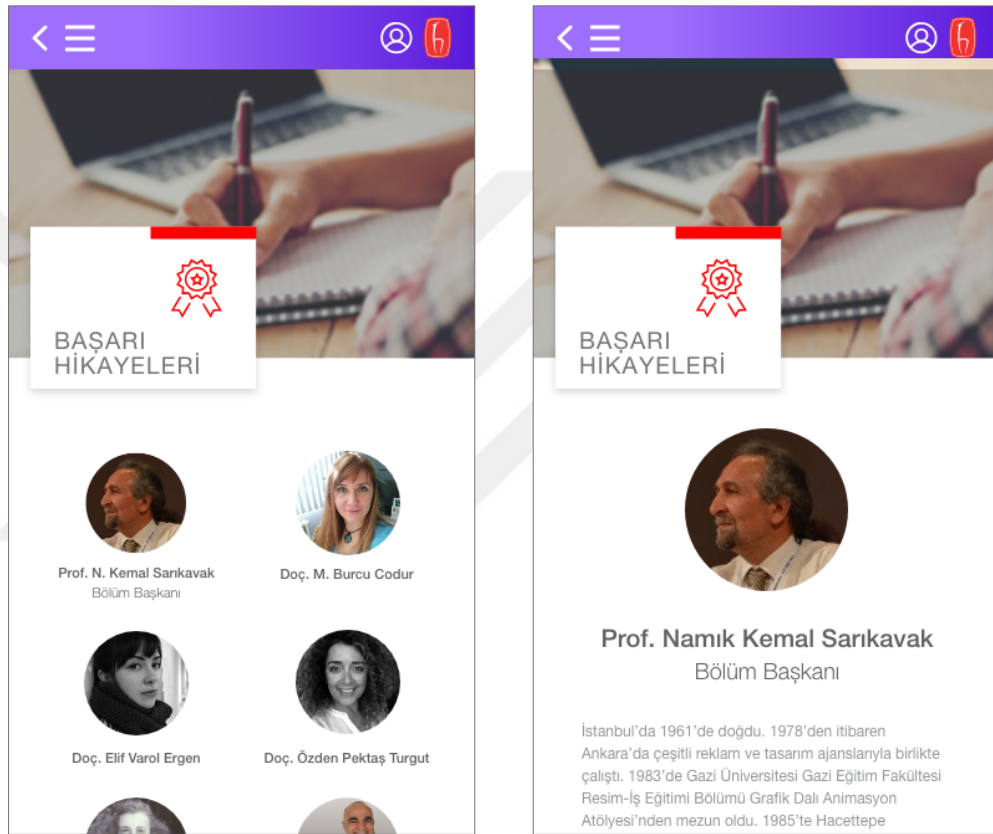 BAŞARI
HİKAYELERİ
Prof. N. Kemal Sarıkavak
Bölüm Başkanı
Doç. M. Burcu Codur
Doç. Elif Varol Ergen
Doç. Özden Pektaş Turgut
BAŞARI
HİKAYELERİ
Prof. Namık Kemal Sarıkavak
Bölüm Başkanı
İstanbul'da 1961'de doğdu. 1978'den itibaren
Ankara'da çeşitli reklam ve tasarım ajanslarıyla birlikte
çalıştı. 1983'de Gazi Üniversitesi Gazi Eğitim Fakültesi
Resim-İş Eğitimi Bölümü Grafik Dalı Animasyon
Atölyesi'nden mezun oldu. 1985'te Hacettepe